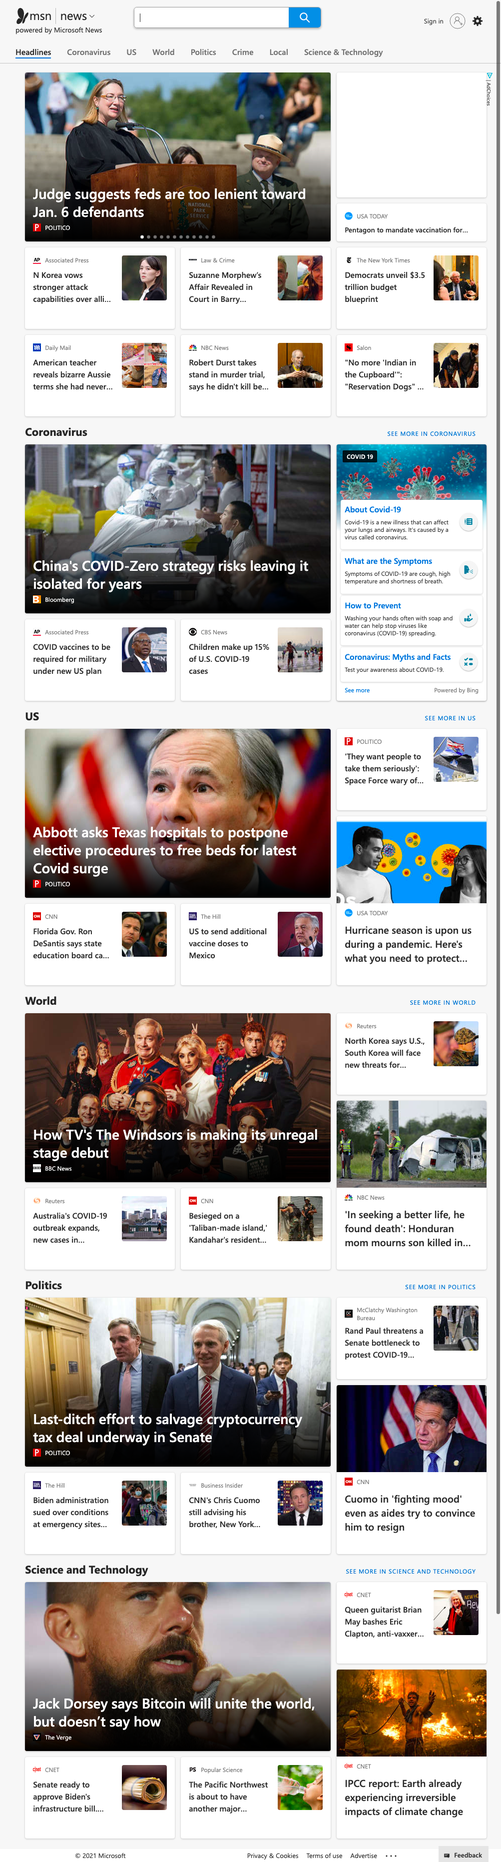 msn | news
powered by Microsoft News
Sign in
Headlines
Coronavirus
US
World
Politics
Crime
Local
Science & Technology
AdChoices
Judge suggests feds are too lenient toward
Jan. 6 defendants
POLITICO
USA TODAY
Pentagon to mandate vaccination for...
Associated Press
N Korea vows
stronger attack
capabilities over alli...
Law & Crime
Suzanne Morphew's
Affair Revealed in
Court in Barry...
The New York Times
Democrats unveil $3.5
trillion budget
blueprint
Daily Mail
American teacher
reveals bizarre Aussie
terms she had never...
NBC News
Robert Durst takes
stand in murder trial,
says he didn't kill be...
Salon
"No more 'Indian in
the Cupboard'":
"Reservation Dogs" ...
Coronavirus
SEE MORE IN CORONAVIRUS
China's COVID-Zero strategy risks leaving it
isolated for years
Bloomberg
COVID 19
About Covid-19
Covid-19 is a new illness that can affect
your lungs and airways. It's caused by a
virus called coronavirus.
What are the Symptoms
Symptoms of COVID-19 are cough, high
temperature and shortness of breath.
How to Prevent
Washing your hands often with soap and
water can help stop viruses like
coronavirus (COVID-19) spreading.
Coronavirus: Myths and Facts
Test your awareness about COVID-19.
See more
Powered by Bing
AP Associated Press
COVID vaccines to be
required for military
under new US plan
CBS News
Children make up 15%
of U.S. COVID-19
cases
US
SEE MORE IN US
Abbott asks Texas hospitals to postpone
elective procedures to free beds for latest
Covid surge
POLITICO
POLITICO
'They want people to
take them seriously':
Space Force wary of...
USA TODAY
Hurricane season is upon us
during a pandemic. Here's
what you need to protect...
CNN
Florida Gov. Ron
DeSantis says state
education board ca...
The Hill
US to send additional
vaccine doses to
Mexico
World
SEE MORE IN WORLD
How TV's The Windsors is making its unregal
stage debut
BBC News
Reuters
North Korea says U.S.,
South Korea will face
new threats for...
NBC News
'In seeking a better life, he
found death': Honduran
mom mourns son killed in...
Reuters
Australia's COVID-19
outbreak expands,
new cases in...
CNN
Besieged on a
'Taliban-made island,'
Kandahar's resident...
Politics
SEE MORE IN POLITICS
Last-ditch effort to salvage cryptocurrency
tax deal underway in Senate
POLITICO
McClatchy Washington
Bureau
Rand Paul threatens a
Senate bottleneck to
protest COVID-19...
CNN
Cuomo in 'fighting mood'
even as aides try to convince
him to resign
The Hill
Biden administration
sued over conditions
at emergency sites...
Business Insider
CNN's Chris Cuomo
still advising his
brother, New York...
Science and Technology
SEE MORE IN SCIENCE AND TECHNOLOGY
Jack Dorsey says Bitcoin will unite the world,
but doesn't say how
The Verge
CNET
Queen guitarist Brian
May bashes Eric
Clapton, anti-vaxxer...
CNET
IPCC report: Earth already
experiencing irreversible
impacts of climate change
CNET
Senate ready to
approve Biden's
infrastructure bill....
PS Popular Science
The Pacific Northwest
is about to have
another major...
© 2021 Microsoft
Privacy & Cookies
Terms of use
Advertise
...
Feedback